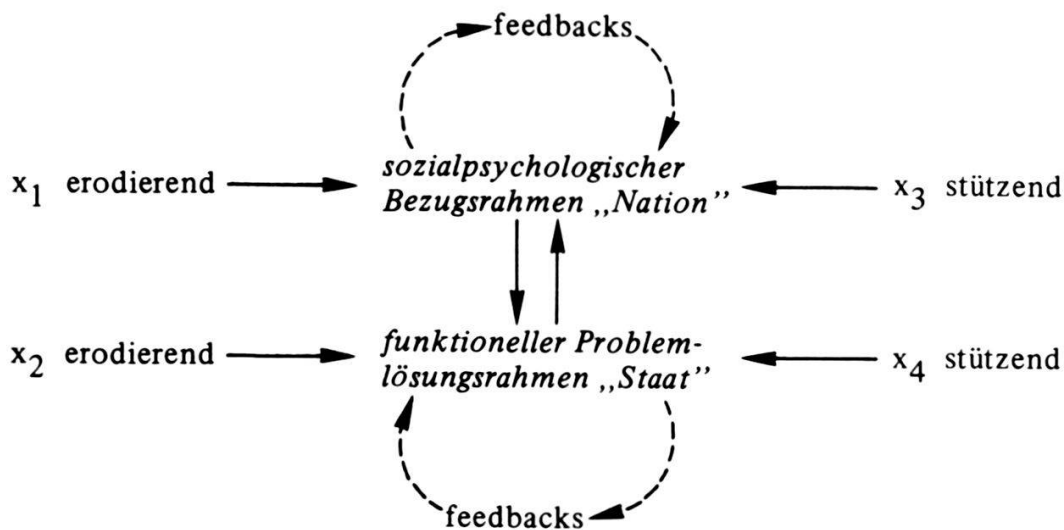 feedbacks
sozialpsychologischer
x₁ erodierend
Bezugsrahmen „Nation”
x₃ stützend
funktioneller Problem-
x₂ erodierend
lösungsrahmen „Staat”
x₄ stützend
feedbacks